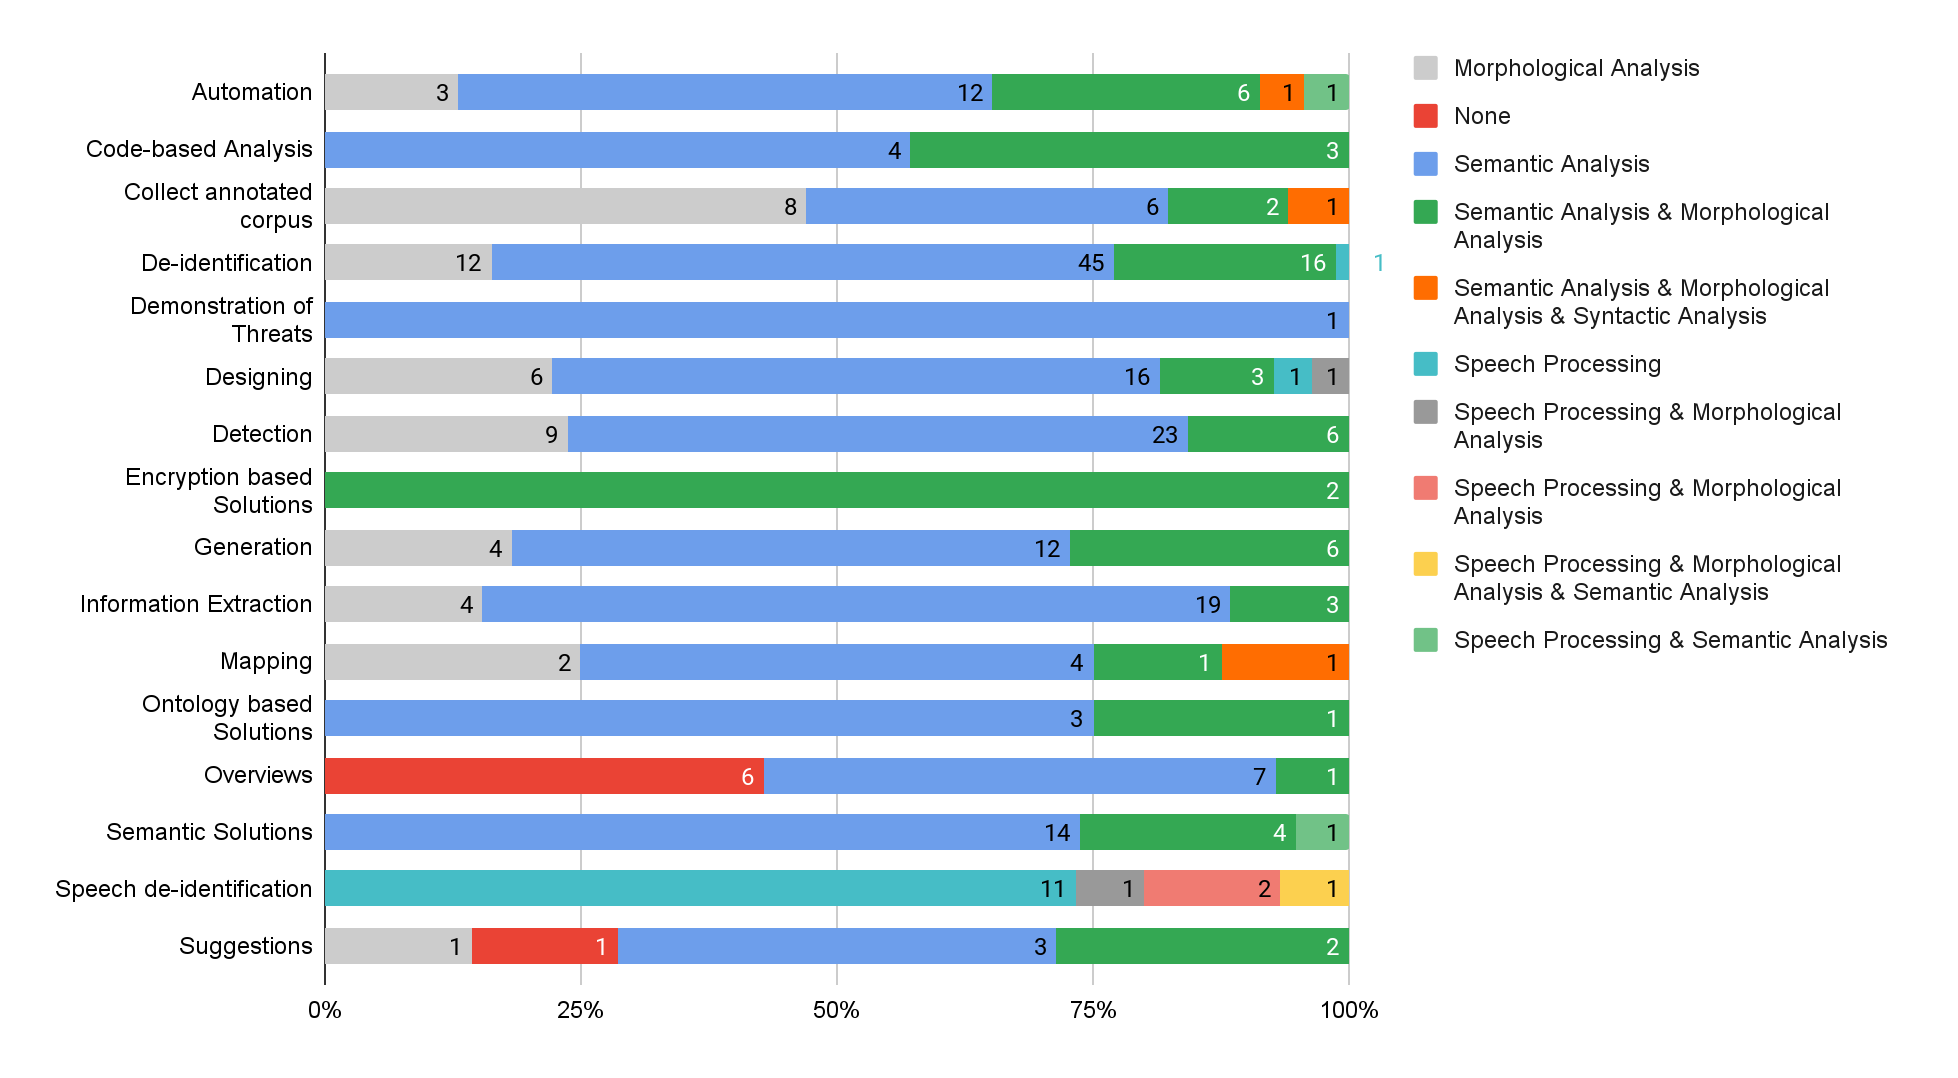 Automation
3 12 6 1 1
Code-based Analysis
4 3
Collect annotated
corpus
8 6 2 1
De-identification
12 45 16 1
Demonstration of
Threats
1
Designing
6 16 3 1 1
Detection
9 23 6
Encryption based
Solutions
2
Generation
4 12 6
Information Extraction
4 19 3
Mapping
2 4 1 1
Ontology based
Solutions
3 1
Overviews
6 7 1
Semantic Solutions
14 4 1
Speech de-identification
11 1 2 1
Suggestions
1 1 3 2
0% 25% 50% 75% 100%
Morphological Analysis
None
Semantic Analysis
Semantic Analysis & Morphological
Analysis
Semantic Analysis & Morphological
Analysis & Syntactic Analysis
Speech Processing
Speech Processing & Morphological
Analysis
Speech Processing & Morphological
Analysis
Speech Processing & Morphological
Analysis & Semantic Analysis
Speech Processing & Semantic Analysis